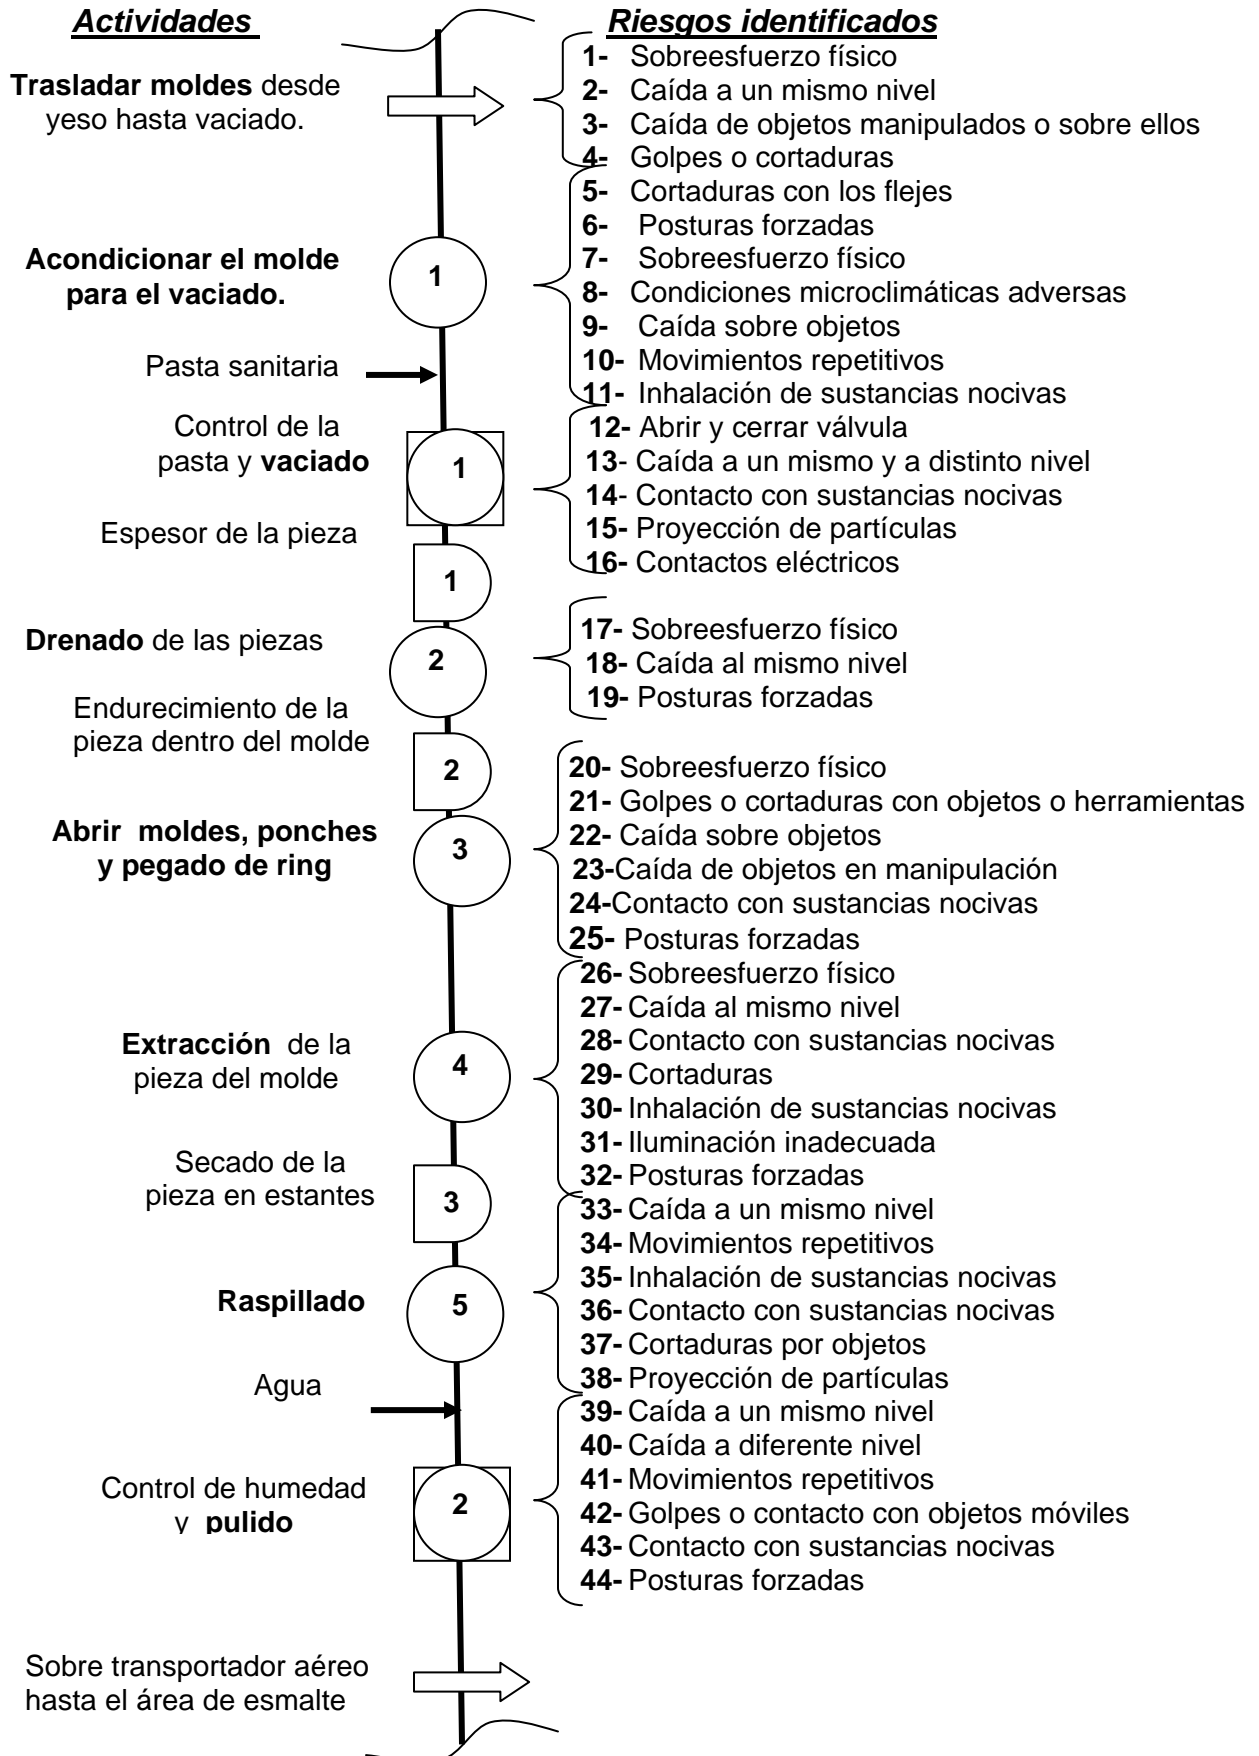 Actividades
Riesgos identificados
Trasladar moldes desde
yeso hasta vaciado.
1- Sobreesfuerzo físico
2- Caída a un mismo nivel
3- Caída de objetos manipulados o sobre ellos
4- Golpes o cortaduras
Acondicionar el molde
para el vaciado.
1
5- Cortaduras con los flejes
6- Posturas forzadas
7- Sobreesfuerzo físico
8- Condiciones microclimáticas adversas
9- Caída sobre objetos
10- Movimientos repetitivos
11- Inhalación de sustancias nocivas
Pasta sanitaria
Control de la
pasta y vaciado
1
12- Abrir y cerrar válvula
13- Caída a un mismo y a distinto nivel
14- Contacto con sustancias nocivas
15- Proyección de partículas
16- Contactos eléctricos
Espesor de la pieza
1
Drenado de las piezas
2
17- Sobreesfuerzo físico
18- Caída al mismo nivel
19- Posturas forzadas
Endurecimiento de la
pieza dentro del molde
2
Abrir moldes, ponches
y pegado de ring
3
20- Sobreesfuerzo físico
21- Golpes o cortaduras con objetos o herramientas
22- Caída sobre objetos
23-Caída de objetos en manipulación
24-Contacto con sustancias nocivas
25- Posturas forzadas
Extracción de la
pieza del molde
4
26- Sobreesfuerzo físico
27- Caída al mismo nivel
28- Contacto con sustancias nocivas
29- Cortaduras
30- Inhalación de sustancias nocivas
31- Iluminación inadecuada
32- Posturas forzadas
Secado de la
pieza en estantes
3
Raspillado
5
33- Caída a un mismo nivel
34- Movimientos repetitivos
35- Inhalación de sustancias nocivas
36- Contacto con sustancias nocivas
37- Cortaduras por objetos
38- Proyección de partículas
Agua
Control de humedad
y pulido
2
39- Caída a un mismo nivel
40- Caída a diferente nivel
41- Movimientos repetitivos
42- Golpes o contacto con objetos móviles
43- Contacto con sustancias nocivas
44- Posturas forzadas
Sobre transportador aéreo
hasta el área de esmalte